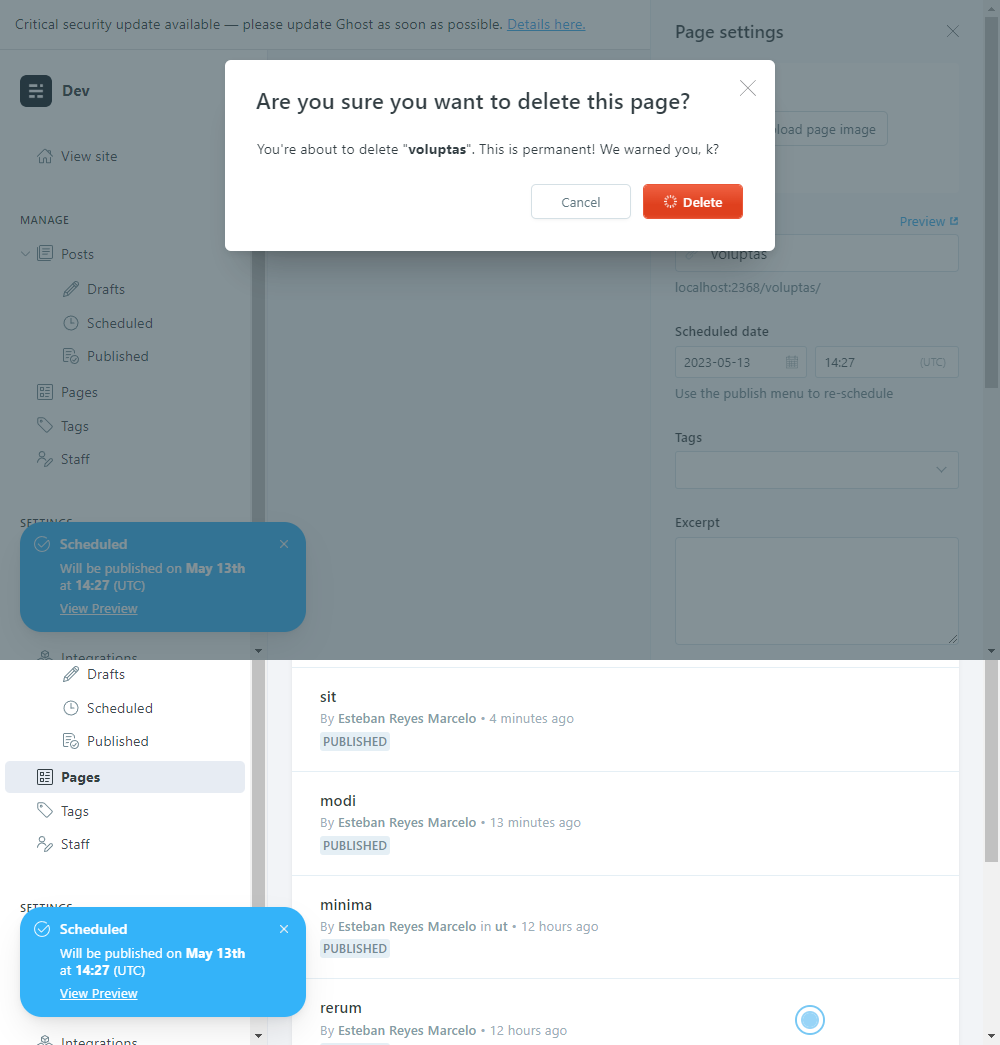 Critical security update available — please update Ghost as soon as possible. Details here.
Page settings
Dev
Are you sure you want to delete this page?
You're about to delete "voluptas". This is permanent! We warned you, k?
Cancel
Delete
load page image
View site
MANAGE
Preview
Posts
voluptas
localhost:2368/voluptas/
Drafts
Scheduled
Published
Pages
Tags
Staff
Scheduled date
2023-05-13
14:27
(UTC)
Use the publish menu to re-schedule
Tags
Excerpt
SETTINGS
Scheduled
Will be published on May 13th
at 14:27 (UTC)
View Preview
Integrations
Drafts
Scheduled
Published
Pages
Tags
Staff
SETTINGS
Scheduled
Will be published on May 13th
at 14:27 (UTC)
View Preview
Integrations
sit
By Esteban Reyes Marcelo • 4 minutes ago
PUBLISHED
modi
By Esteban Reyes Marcelo • 13 minutes ago
PUBLISHED
minima
By Esteban Reyes Marcelo in ut • 12 hours ago
PUBLISHED
rerum
By Esteban Reyes Marcelo • 12 hours ago